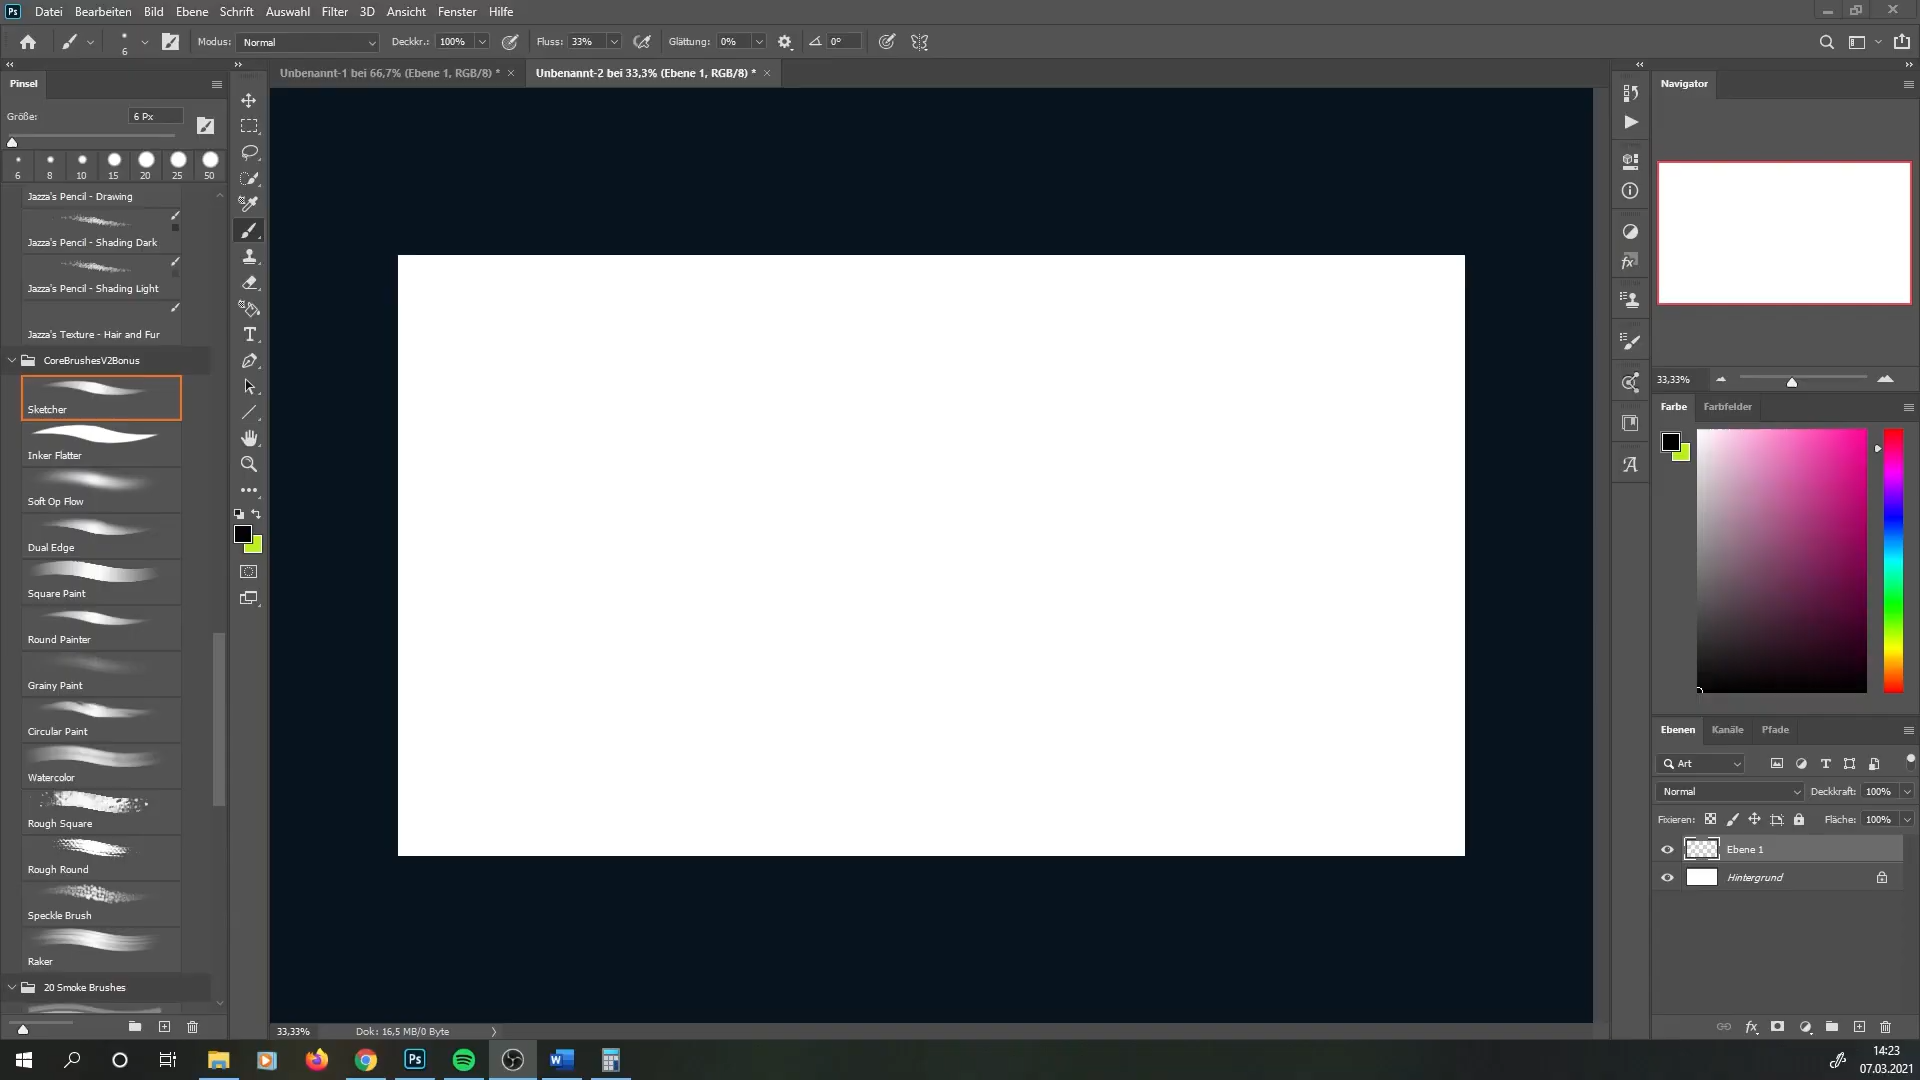 Ps Datei Bearbeiten Bild Ebene Schrift Auswahl Filter 3D Ansicht Fenster Hilfe
6 Modus: Normal Deckkr.: 100% Fluss: 33% Glättung: 0% 0°
Unbenannt-1 bei 66,7% (Ebene 1, RGB/8) * Unbenannt-2 bei 33,3% (Ebene 1, RGB/8) *
Pinsel
Größe: 6 Px
6 8 10 15 20 25 50
Jazza's Pencil - Drawing
Jazza's Pencil - Shading Dark
Jazza's Pencil - Shading Light
Jazza's Texture - Hair and Fur
CoreBrushesV2Bonus
Sketcher
Inker Flatter
Soft Op Flow
Dual Edge
Square Paint
Round Painter
Grainy Paint
Circular Paint
Watercolor
Rough Square
Rough Round
Speckle Brush
Raker
20 Smoke Brushes
33,33% Dok: 16,5 MB/0 Byte
Navigator
33,33%
Farbe Farbfelder
Ebenen Kanäle Pfade
Art
Normal Deckkraft: 100%
Fixieren: Fläche: 100%
Ebene 1
Hintergrund
fx
Ps
W
14:23
07.03.2021